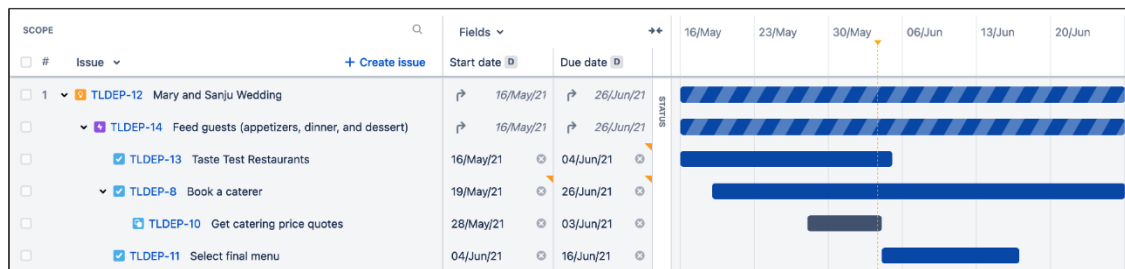 SCOPE Fields 16/May 23/May 30/May 06/Jun 13/Jun 20/Jun
# Issue + Create issue Start date D Due date D
STATUS
1 TLDEP-12 Mary and Sanju Wedding 16/May/21 26/Jun/21
TLDEP-14 Feed guests (appetizers, dinner, and dessert) 16/May/21 26/Jun/21
TLDEP-13 Taste Test Restaurants 16/May/21 04/Jun/21
TLDEP-8 Book a caterer 19/May/21 26/Jun/21
TLDEP-10 Get catering price quotes 28/May/21 03/Jun/21
TLDEP-11 Select final menu 04/Jun/21 16/Jun/21